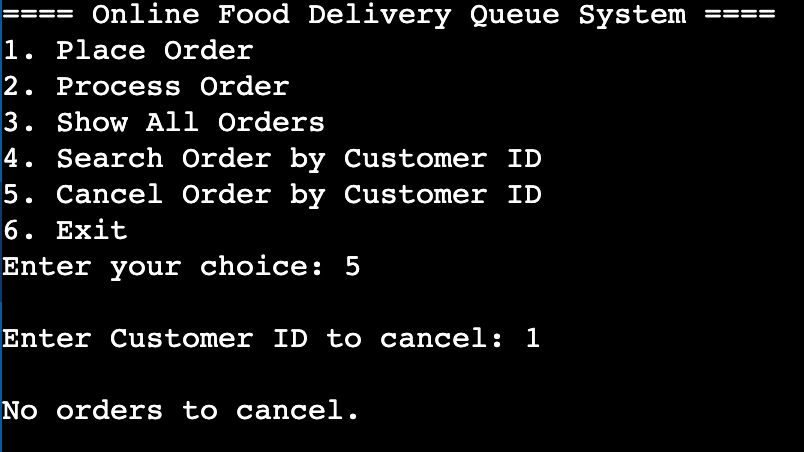 ==== Online Food Delivery Queue System ====
1. Place Order
2. Process Order
3. Show All Orders
4. Search Order by Customer ID
5. Cancel Order by Customer ID
6. Exit
Enter your choice: 5
Enter Customer ID to cancel: 1
No orders to cancel.